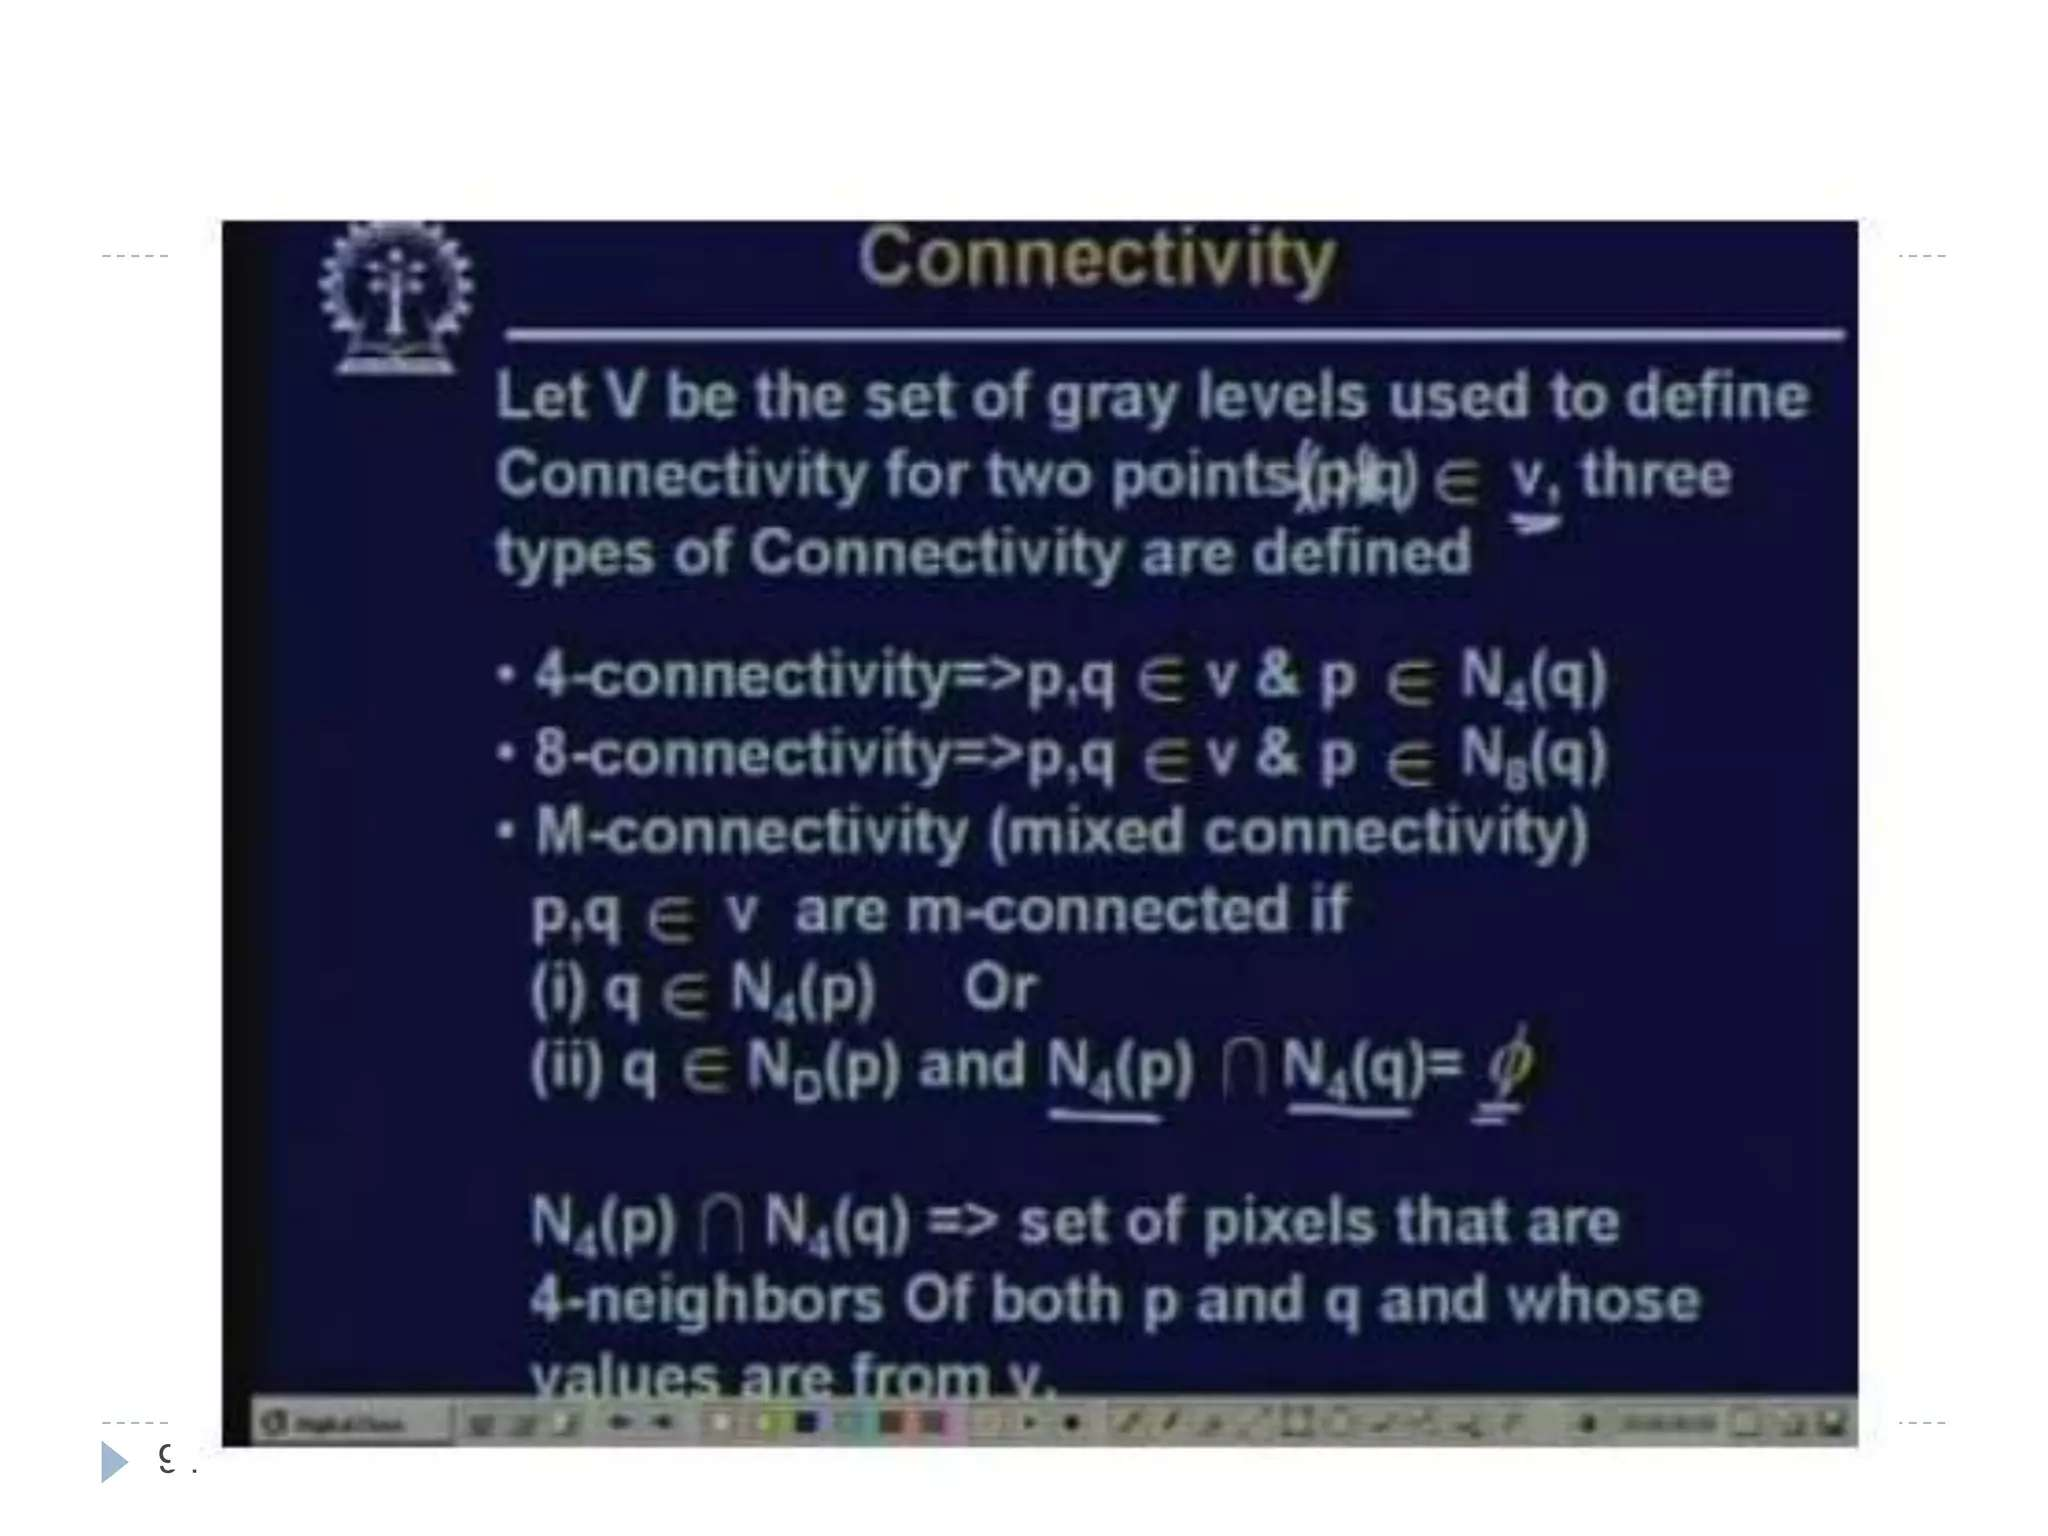 Connectivity
Let V be the set of gray levels used to define
Connectivity for two points(p,q) ∈ v, three
types of Connectivity are defined
• 4-connectivity=>p,q ∈ v & p ∈ N₄(q)
• 8-connectivity=>p,q ∈ v & p ∈ N₈(q)
• M-connectivity (mixed connectivity)
p,q ∈ v are m-connected if
(i) q ∈ N₄(p) Or
(ii) q ∈ N_D(p) and N₄(p) ∩ N₄(q)= ϕ
N₄(p) ∩ N₄(q) => set of pixels that are
4-neighbors Of both p and q and whose
values are from v.